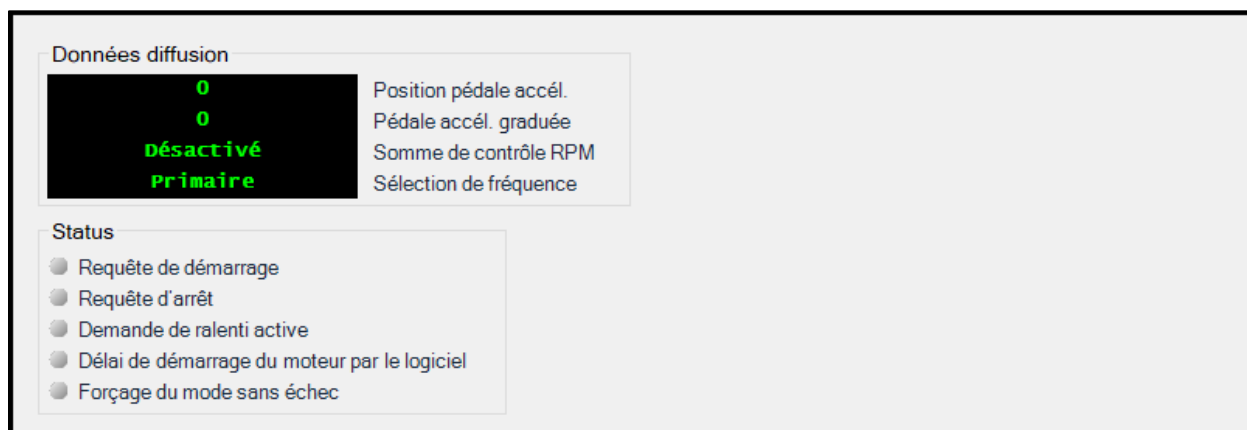 Données diffusion
0 Position pédale accél.
0 Pédale accél. graduée
Désactivé Somme de contrôle RPM
Primaire Sélection de fréquence
Status
Requête de démarrage
Requête d'arrêt
Demande de ralenti active
Délai de démarrage du moteur par le logiciel
Forçage du mode sans échec